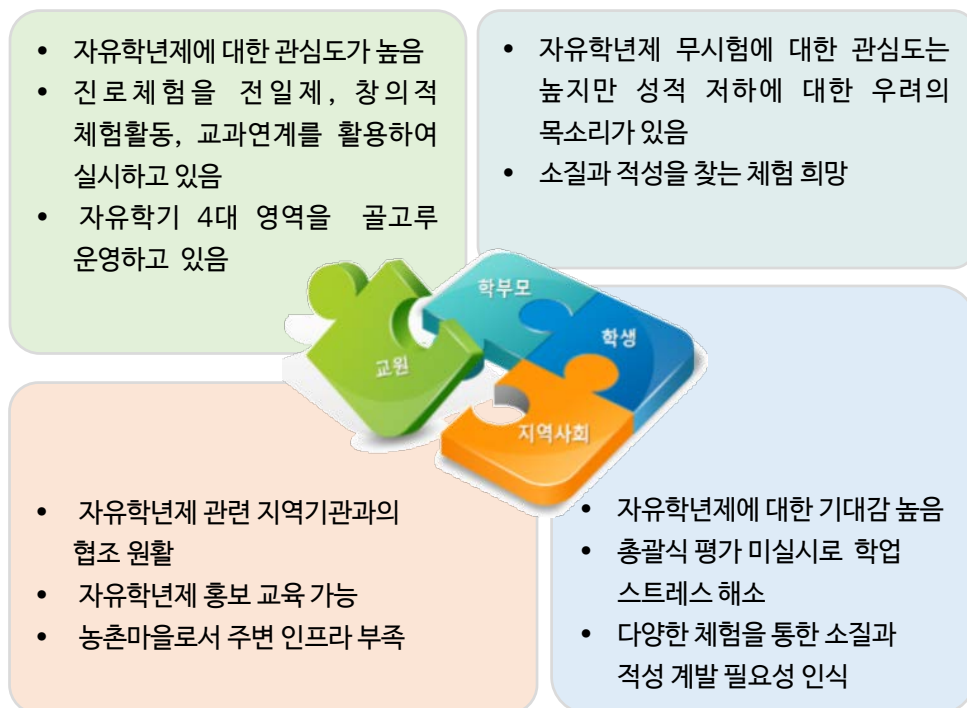 • 자유학년제에 대한 관심도가 높음
• 진로체험을 전일제, 창의적
체험활동, 교과연계를 활용하여
실시하고 있음
• 자유학기 4대 영역을 골고루
운영하고 있음
• 자유학년제 무시험에 대한 관심도는
높지만 성적 저하에 대한 우려의
목소리가 있음
• 소질과 적성을 찾는 체험 희망
학부모
학생
교원
지역사회
• 자유학년제 관련 지역기관과의
협조 원활
• 자유학년제 홍보 교육 가능
• 농촌마을로서 주변 인프라 부족
• 자유학년제에 대한 기대감 높음
• 총괄식 평가 미실시로 학업
스트레스 해소
• 다양한 체험을 통한 소질과
적성 계발 필요성 인식